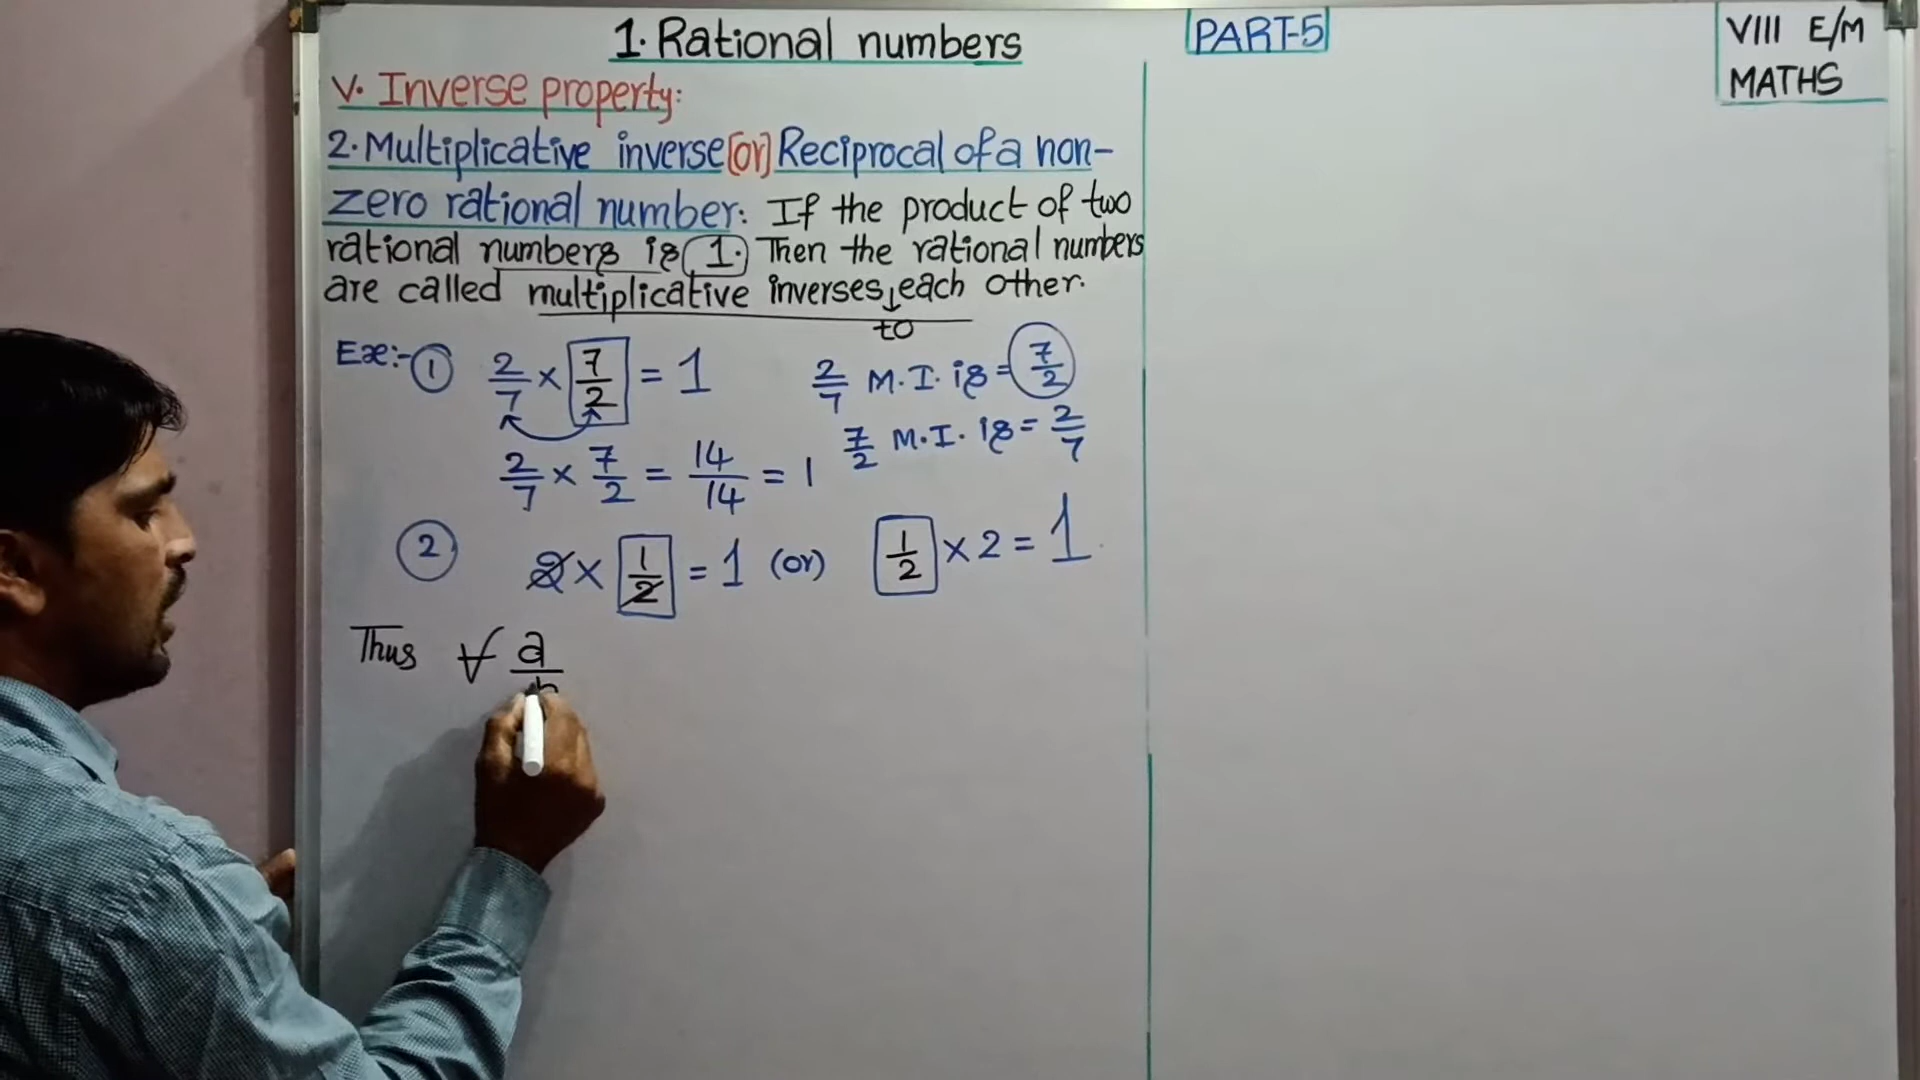 1. Rational numbers
PART-5
VIII E/M
MATHS
V. Inverse property:
2. Multiplicative inverse [or] Reciprocal of a non-
zero rational number: If the product of two
rational numbers is 1. Then the rational numbers
are called multiplicative inverses ↓ each other.
to
Ex:- ① 2/7 × 7/2 = 1
2/7 M.I. is = 7/2
7/2 M.I. is = 2/7
2/7 × 7/2 = 14/14 = 1
② 2 × 1/2 = 1 (or) 1/2 × 2 = 1
Thus ∀ a/b